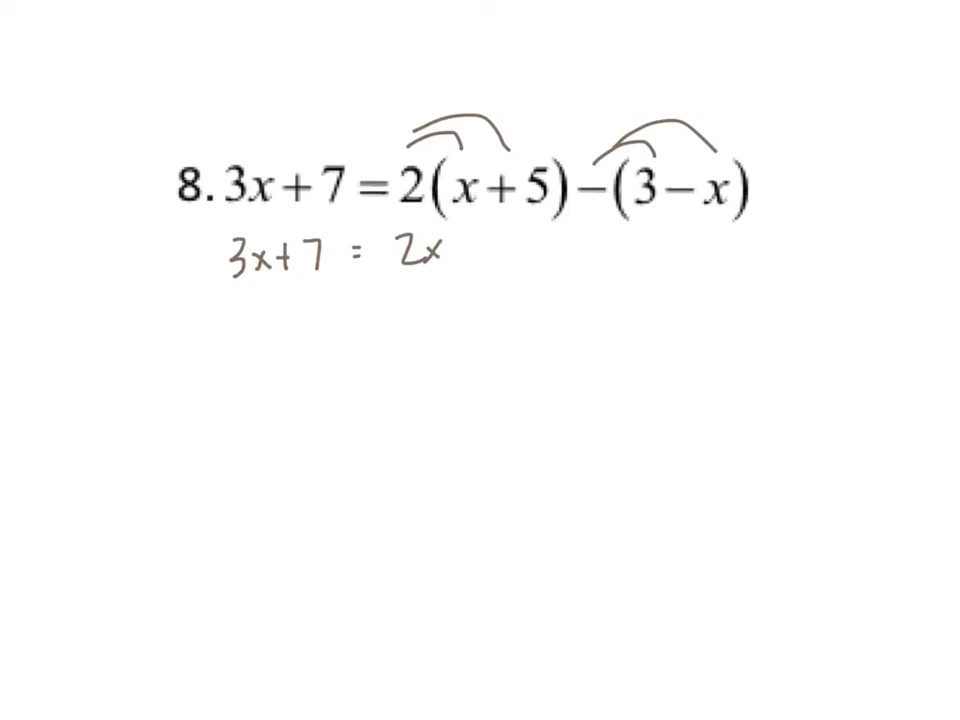 8. 3x + 7 = 2(x + 5) − (3 − x)
3x + 7 = 2x